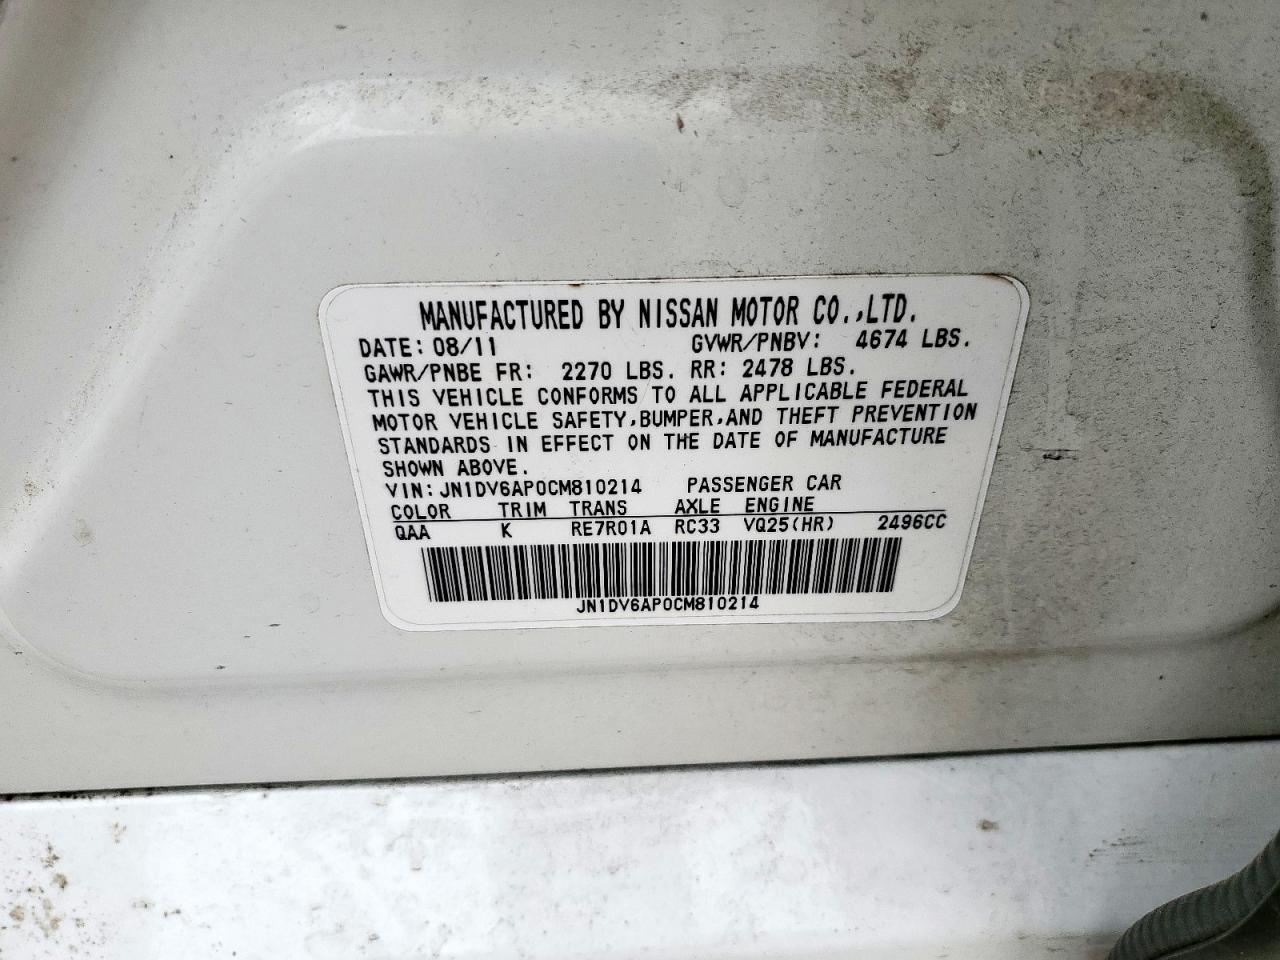 MANUFACTURED BY NISSAN MOTOR CO.,LTD.
DATE: 08/11 GVWR/PNBV: 4674 LBS.
GAWR/PNBE FR: 2270 LBS. RR: 2478 LBS.
THIS VEHICLE CONFORMS TO ALL APPLICABLE FEDERAL
MOTOR VEHICLE SAFETY,BUMPER,AND THEFT PREVENTION
STANDARDS IN EFFECT ON THE DATE OF MANUFACTURE
SHOWN ABOVE.
VIN: JN1DV6AP0CM810214 PASSENGER CAR
COLOR TRIM TRANS AXLE ENGINE
QAA K RE7R01A RC33 VQ25(HR) 2496CC
JN1DV6AP0CM810214